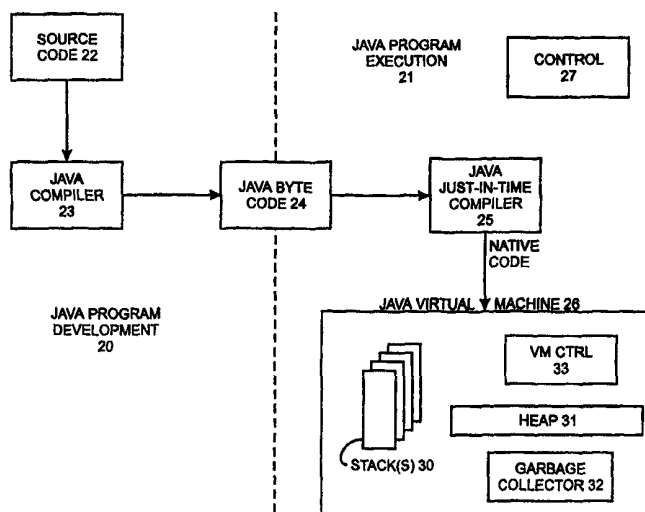 SOURCE
CODE 22
JAVA PROGRAM
EXECUTION
21
CONTROL
27
JAVA
COMPILER
23
JAVA BYTE
CODE 24
JAVA
JUST-IN-TIME
COMPILER
25
NATIVE
CODE
JAVA PROGRAM
DEVELOPMENT
20
JAVA VIRTUAL MACHINE 26
VM CTRL
33
HEAP 31
STACK(S) 30
GARBAGE
COLLECTOR 32